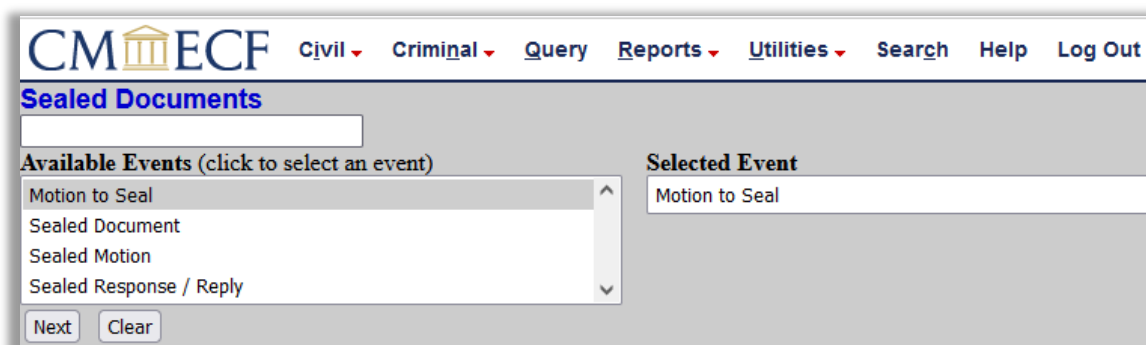 CM ECF Civil Criminal Query Reports Utilities Search Help Log Out
Sealed Documents
Available Events (click to select an event)
Selected Event
Motion to Seal
Motion to Seal
Sealed Document
Sealed Motion
Sealed Response / Reply
Next Clear